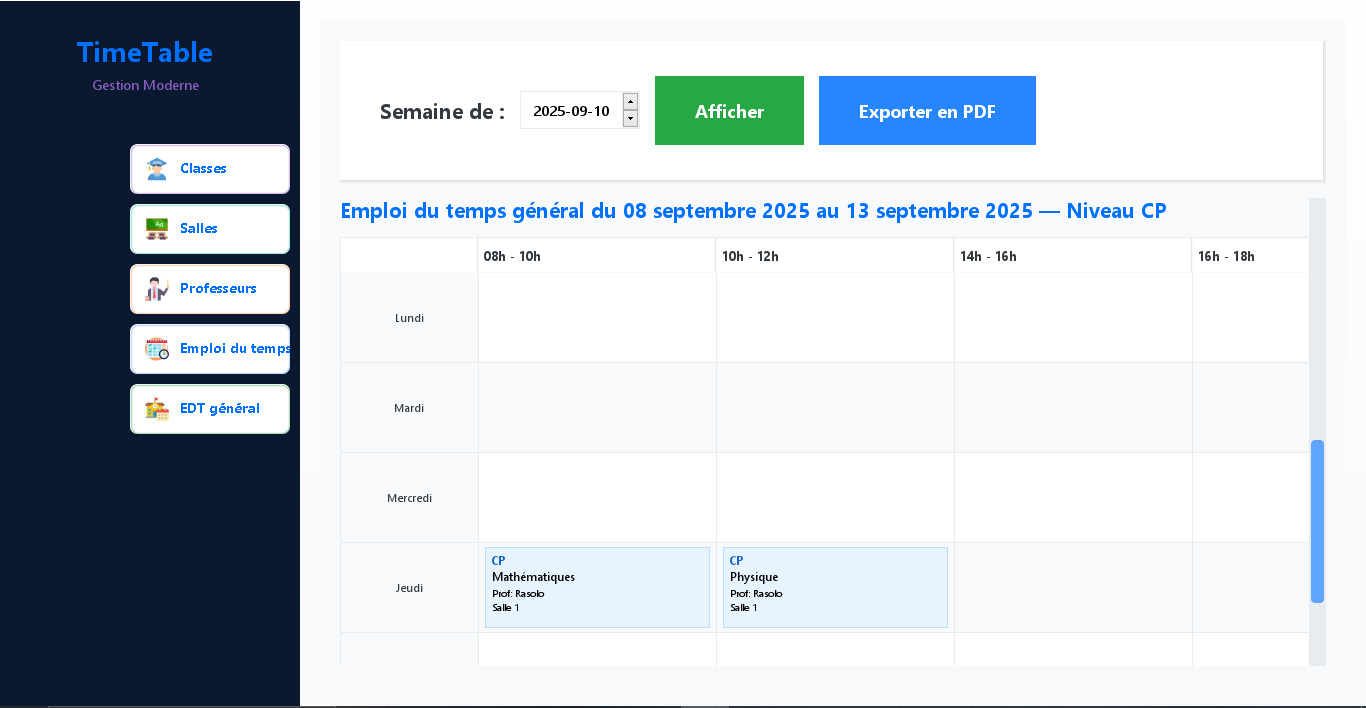 TimeTable
Gestion Moderne
Classes
Salles
Professeurs
Emploi du temps
EDT général
Semaine de : 2025-09-10 Afficher Exporter en PDF
Emploi du temps général du 08 septembre 2025 au 13 septembre 2025 — Niveau CP
08h - 10h 10h - 12h 14h - 16h 16h - 18h
Lundi
Mardi
Mercredi
Jeudi
CP
Mathématiques
Prof: Rasolo
Salle 1
CP
Physique
Prof: Rasolo
Salle 1